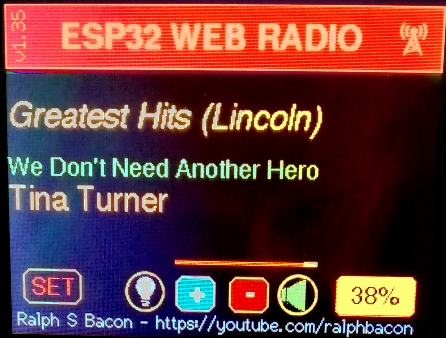 v1.35
ESP32 WEB RADIO
Greatest Hits (Lincoln)
We Don't Need Another Hero
Tina Turner
SET
+
-
38%
Ralph S Bacon - https://youtube.com/ralphbacon